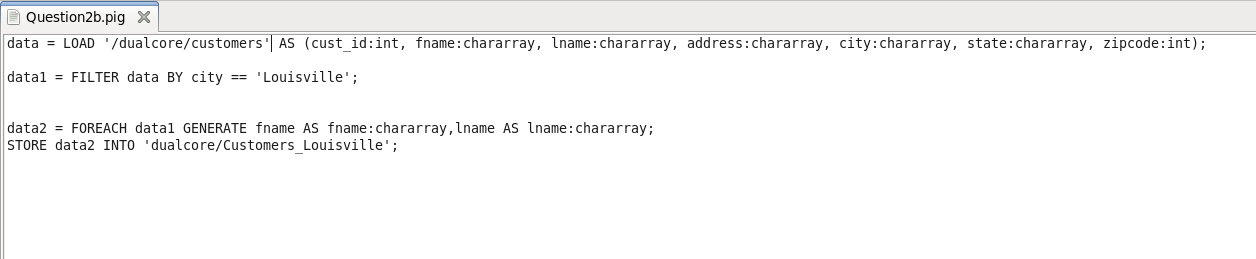 Question2b.pig
data = LOAD '/dualcore/customers' AS (cust_id:int, fname:chararray, lname:chararray, address:chararray, city:chararray, state:chararray, zipcode:int);
data1 = FILTER data BY city == 'Louisville';
data2 = FOREACH data1 GENERATE fname AS fname:chararray,lname AS lname:chararray;
STORE data2 INTO 'dualcore/Customers_Louisville';